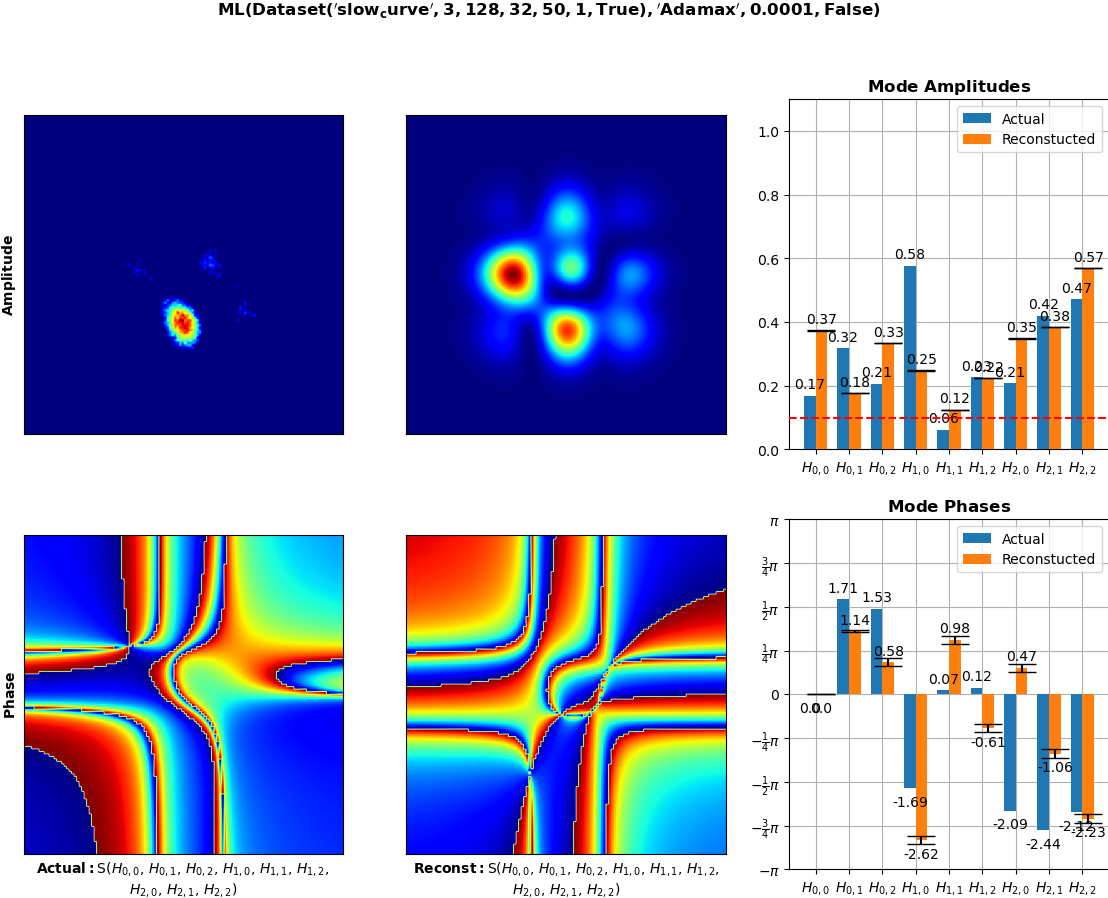 ML(Dataset('slow_curve', 3, 128, 32, 50, 1, True), 'Adamax', 0.0001, False)
Mode Amplitudes
Actual
Reconstucted
1.0
0.8
0.6
0.4
0.2
0.0
0.17
0.37
0.32
0.18
0.21
0.33
0.58
0.25
0.06
0.12
0.23
0.22
0.21
0.35
0.42
0.38
0.47
0.57
H0,0 H0,1 H0,2 H1,0 H1,1 H1,2 H2,0 H2,1 H2,2
Amplitude
Mode Phases
Actual
Reconstucted
π
3/4π
1/2π
1/4π
0
−1/4π
−1/2π
−3/4π
−π
0.0
0.0
1.71
1.14
1.53
0.58
-1.69
-2.62
0.07
0.98
0.12
-0.61
-2.09
0.47
-2.44
-1.06
-2.23
H0,0 H0,1 H0,2 H1,0 H1,1 H1,2 H2,0 H2,1 H2,2
Phase
Actual: S(H0,0, H0,1, H0,2, H1,0, H1,1, H1,2,
H2,0, H2,1, H2,2)
Reconst: S(H0,0, H0,1, H0,2, H1,0, H1,1, H1,2,
H2,0, H2,1, H2,2)